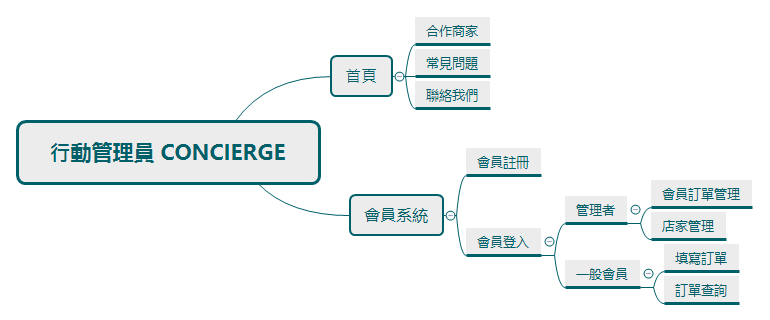 行動管理員 CONCIERGE
首頁
合作商家
常見問題
聯絡我們
會員系統
會員註冊
會員登入
管理者
會員訂單管理
店家管理
一般會員
填寫訂單
訂單查詢